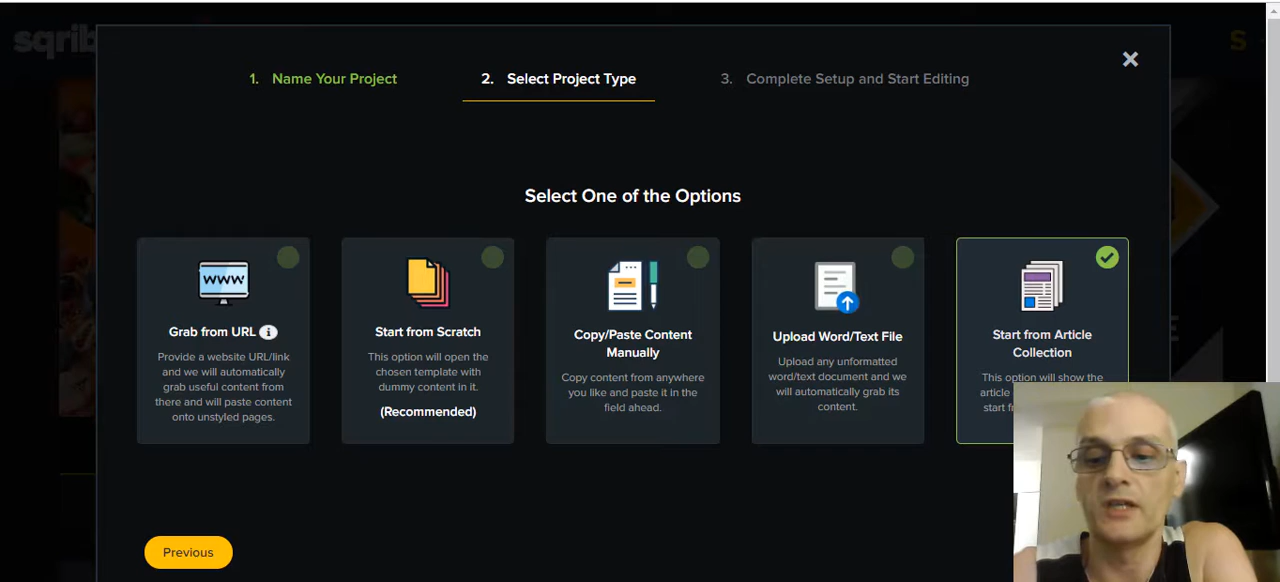 sqrib
S
1. Name Your Project
2. Select Project Type
3. Complete Setup and Start Editing
Select One of the Options
WWW
Grab from URL
Provide a website URL/link
and we will automatically
grab useful content from
there and will paste content
onto unstyled pages.
Start from Scratch
This option will open the
chosen template with
dummy content in it.
(Recommended)
Copy/Paste Content
Manually
Copy content from anywhere
you like and paste it in the
field ahead.
Upload Word/Text File
Upload any unformatted
word/text document and we
will automatically grab its
content.
Start from Article
Collection
This option will show the
article
start
Previous